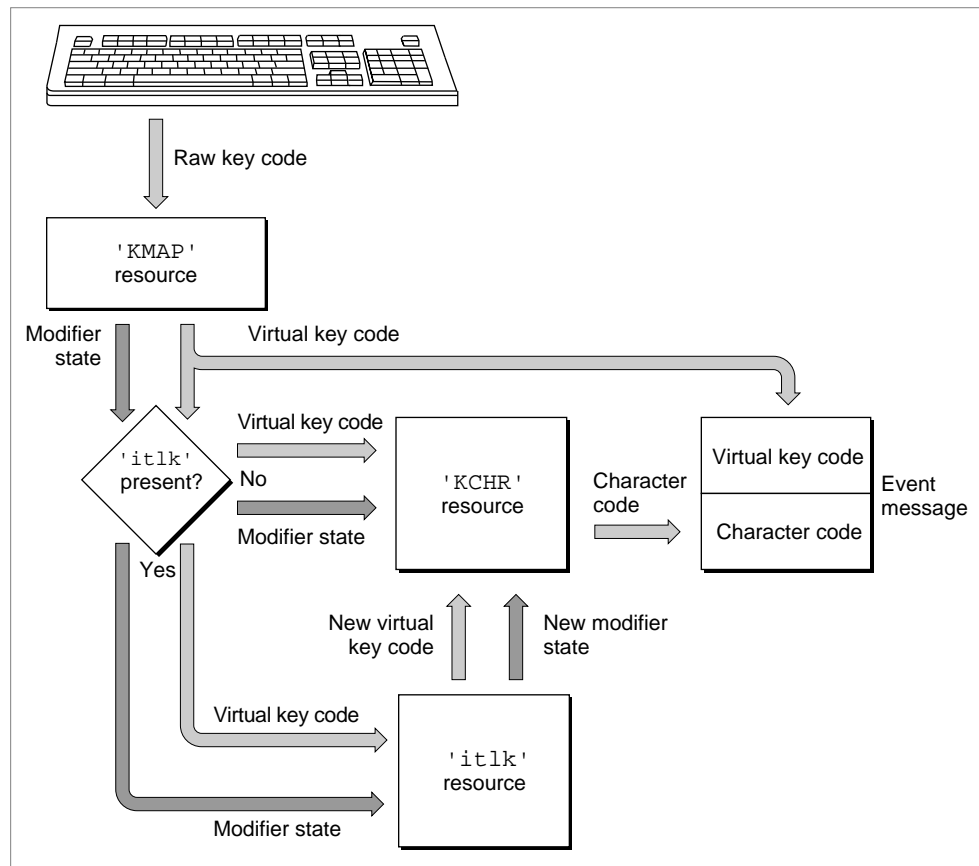 Raw key code
'KMAP'
resource
Modifier
state
Virtual key code
'itlk'
present?
Virtual key code
No
Modifier state
Yes
'KCHR'
resource
Character
code
Virtual key code
Character code
Event
message
New virtual
key code
New modifier
state
Virtual key code
'itlk'
resource
Modifier state